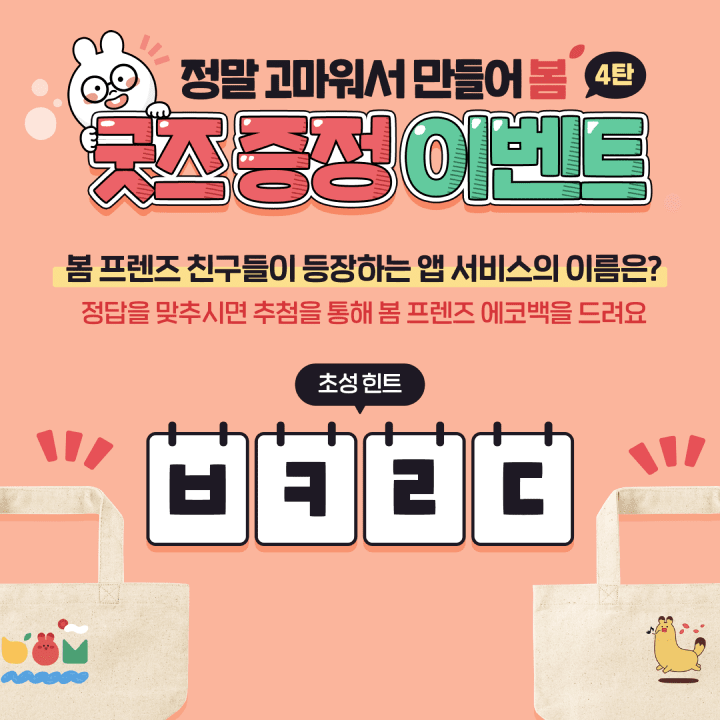 정말 고마워서 만들어 봄 4탄
굿즈 증정 이벤트
봄 프렌즈 친구들이 등장하는 앱 서비스의 이름은?
정답을 맞추시면 추첨을 통해 봄 프렌즈 에코백을 드려요
초성 힌트
ㅂ ㅋ ㄹ ㄷ